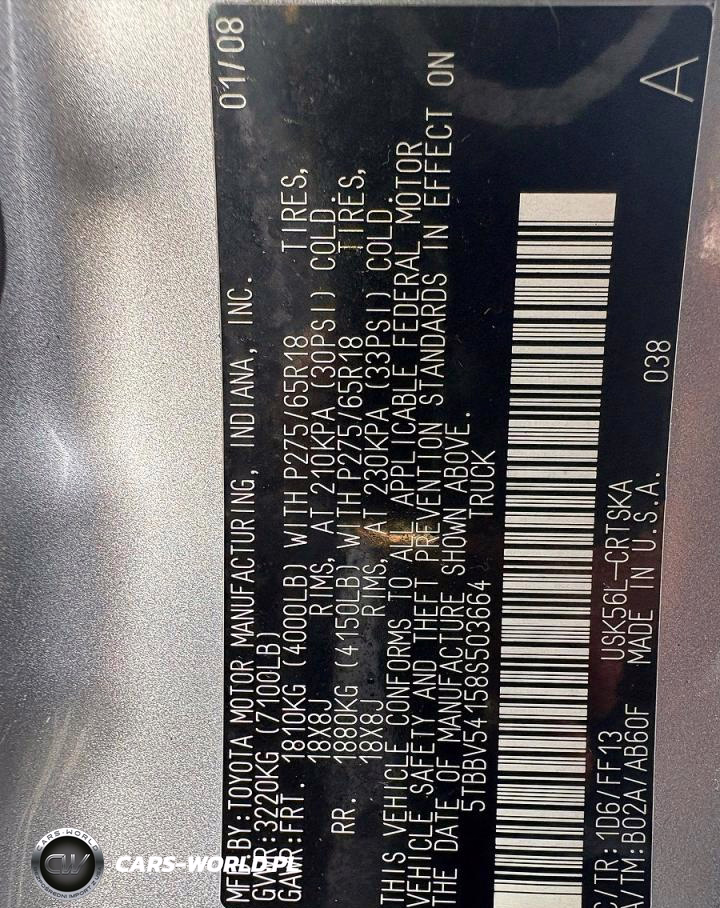 MFD BY:TOYOTA MOTOR MANUFACTURING, INDIANA, INC. 01/08
GVWR:3220KG (7100LB)
GAWR:FRT. 1810KG (4000LB) WITH P275/65R18 TIRES,
18X8J RIMS, AT 210KPA (30PSI) COLD.
RR. 1880KG (4150LB) WITH P275/65R18 TIRES,
18X8J RIMS, AT 230KPA (33PSI) COLD.
THIS VEHICLE CONFORMS TO ALL APPLICABLE FEDERAL MOTOR
VEHICLE SAFETY AND THEFT PREVENTION STANDARDS IN EFFECT ON
THE DATE OF MANUFACTURE SHOWN ABOVE.
5TBBV54158S503664 TRUCK
C/TR:1D6/FF13 USK56L-CRTSKA 038 A
A/TM:B02A/AB60F MADE IN U.S.A.
CARS-WORLD.PL